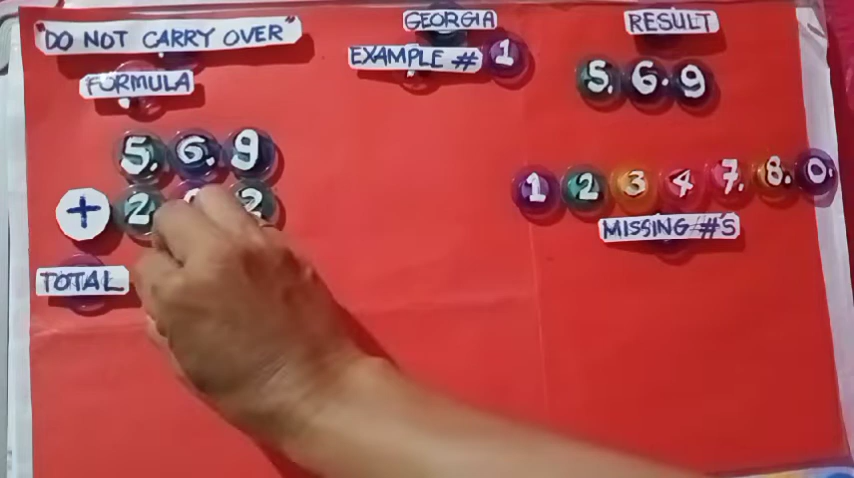 "DO NOT CARRY OVER"
GEORGIA
RESULT
EXAMPLE # 1
FORMULA
5. 6. 9
5. 6. 9
+ 2 2
1 2 3 4 7. 8. 0.
MISSING #'S
TOTAL